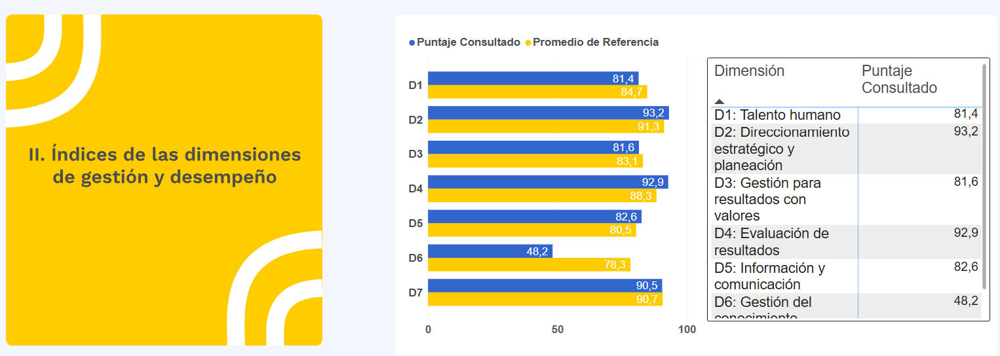 II. Índices de las dimensiones
de gestión y desempeño
Puntaje Consultado
Promedio de Referencia
D1
81,4
84,7
D2
93,2
91,3
D3
81,6
83,1
D4
92,9
88,3
D5
82,6
80,5
D6
48,2
78,3
D7
90,5
90,7
0
50
100
Dimensión
Puntaje
Consultado
D1: Talento humano
81,4
D2: Direccionamiento
estratégico y
planeación
93,2
D3: Gestión para
resultados con
valores
81,6
D4: Evaluación de
resultados
92,9
D5: Información y
comunicación
82,6
D6: Gestión del
conocimiento
48,2